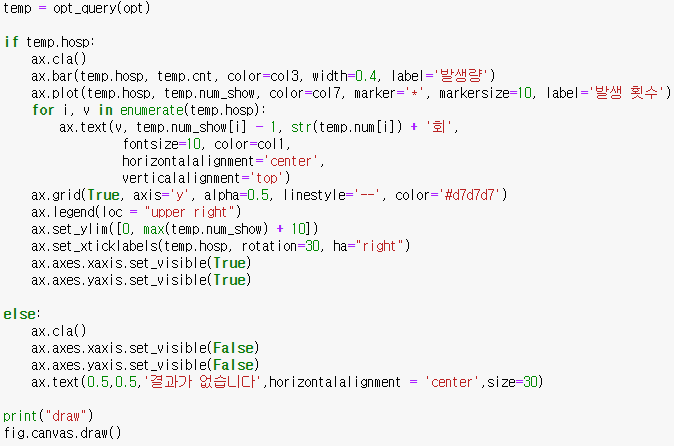 temp = opt_query(opt)

if temp.hosp:
    ax.cla()
    ax.bar(temp.hosp, temp.cnt, color=col3, width=0.4, label='발생량')
    ax.plot(temp.hosp, temp.num_show, color=col7, marker='*', markersize=10, label='발생 횟수')
    for i, v in enumerate(temp.hosp):
        ax.text(v, temp.num_show[i] - 1, str(temp.num[i]) + '회',
                fontsize=10, color=col1,
                horizontalalignment='center',
                verticalalignment='top')
    ax.grid(True, axis='y', alpha=0.5, linestyle='--', color='#d7d7d7')
    ax.legend(loc = "upper right")
    ax.set_ylim([0, max(temp.num_show) + 10])
    ax.set_xticklabels(temp.hosp, rotation=30, ha="right")
    ax.axes.xaxis.set_visible(True)
    ax.axes.yaxis.set_visible(True)

else:
    ax.cla()
    ax.axes.xaxis.set_visible(False)
    ax.axes.yaxis.set_visible(False)
    ax.text(0.5,0.5,'결과가 없습니다',horizontalalignment = 'center',size=30)

print("draw")
fig.canvas.draw()